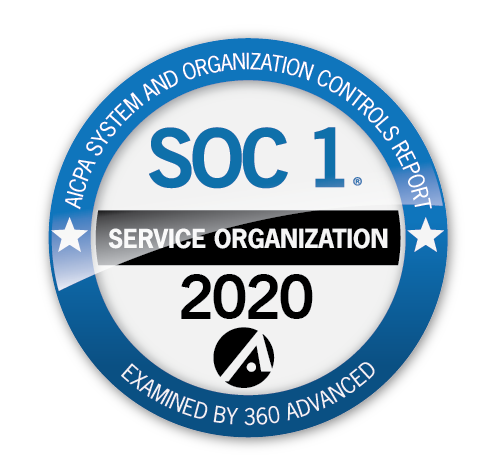 AICPA SYSTEM AND ORGANIZATION CONTROLS REPORT
SOC 1®
SERVICE ORGANIZATION
2020
EXAMINED BY 360 ADVANCED